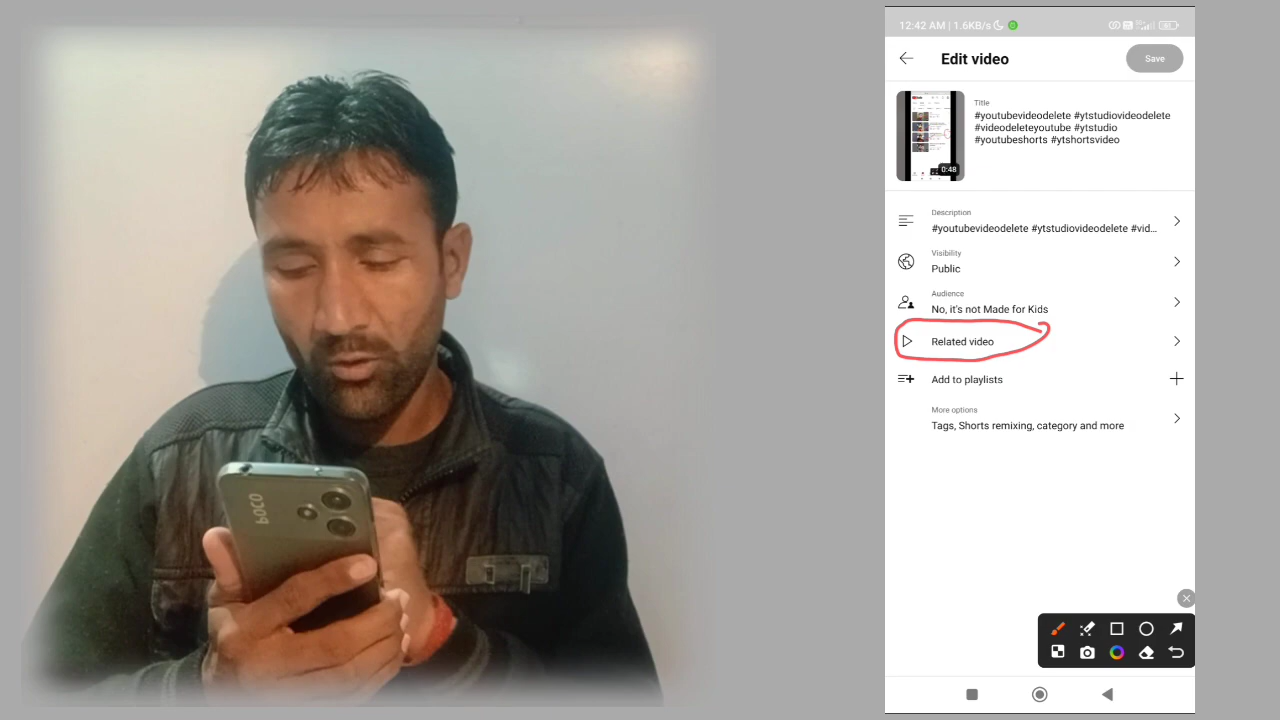 POCO
12:42 AM | 1.6KB/s
Edit video
Save
Title
#youtubevideodelete #ytstudiovideodelete
#videodeleteyoutube #ytstudio
#youtubeshorts #ytshortsvideo
0:48
Description
#youtubevideodelete #ytstudiovideodelete #vid...
Visibility
Public
Audience
No, it's not Made for Kids
Related video
Add to playlists
More options
Tags, Shorts remixing, category and more